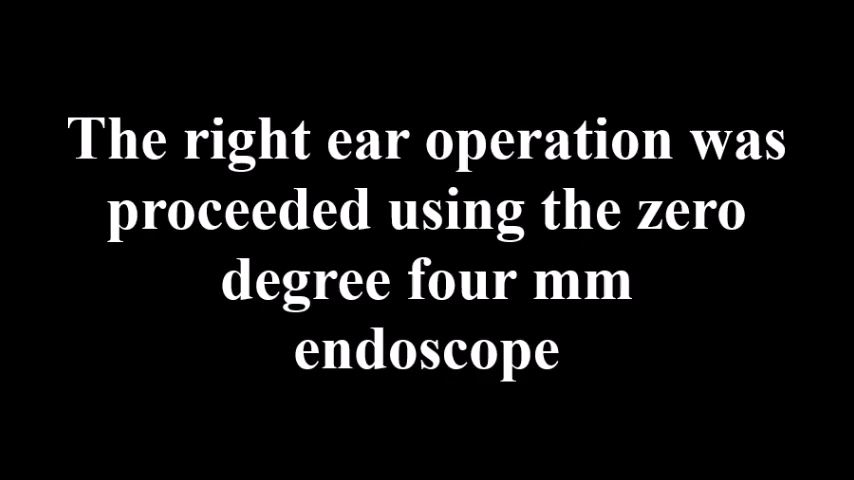 The right ear operation was
proceeded using the zero
degree four mm
endoscope